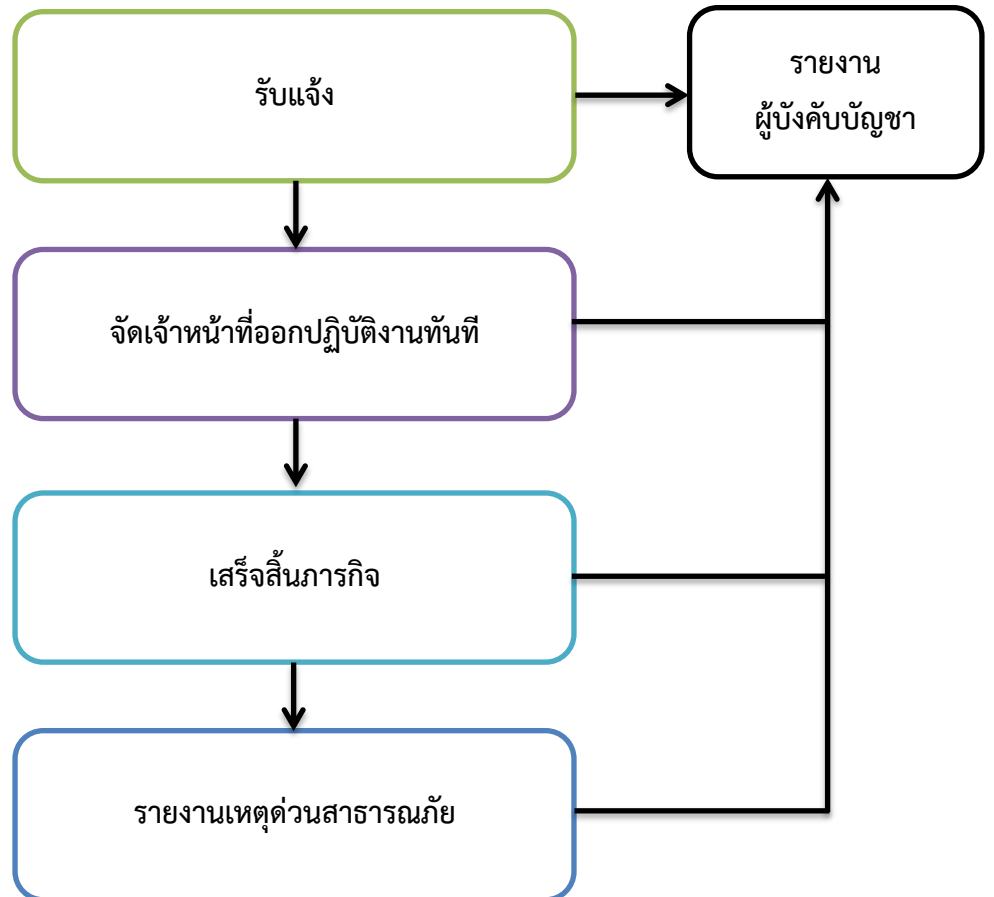 รับแจ้ง
รายงาน
ผู้บังคับบัญชา
จัดเจ้าหน้าที่ออกปฏิบัติงานทันที
เสร็จสิ้นภารกิจ
รายงานเหตุด่วนสาธารณภัย